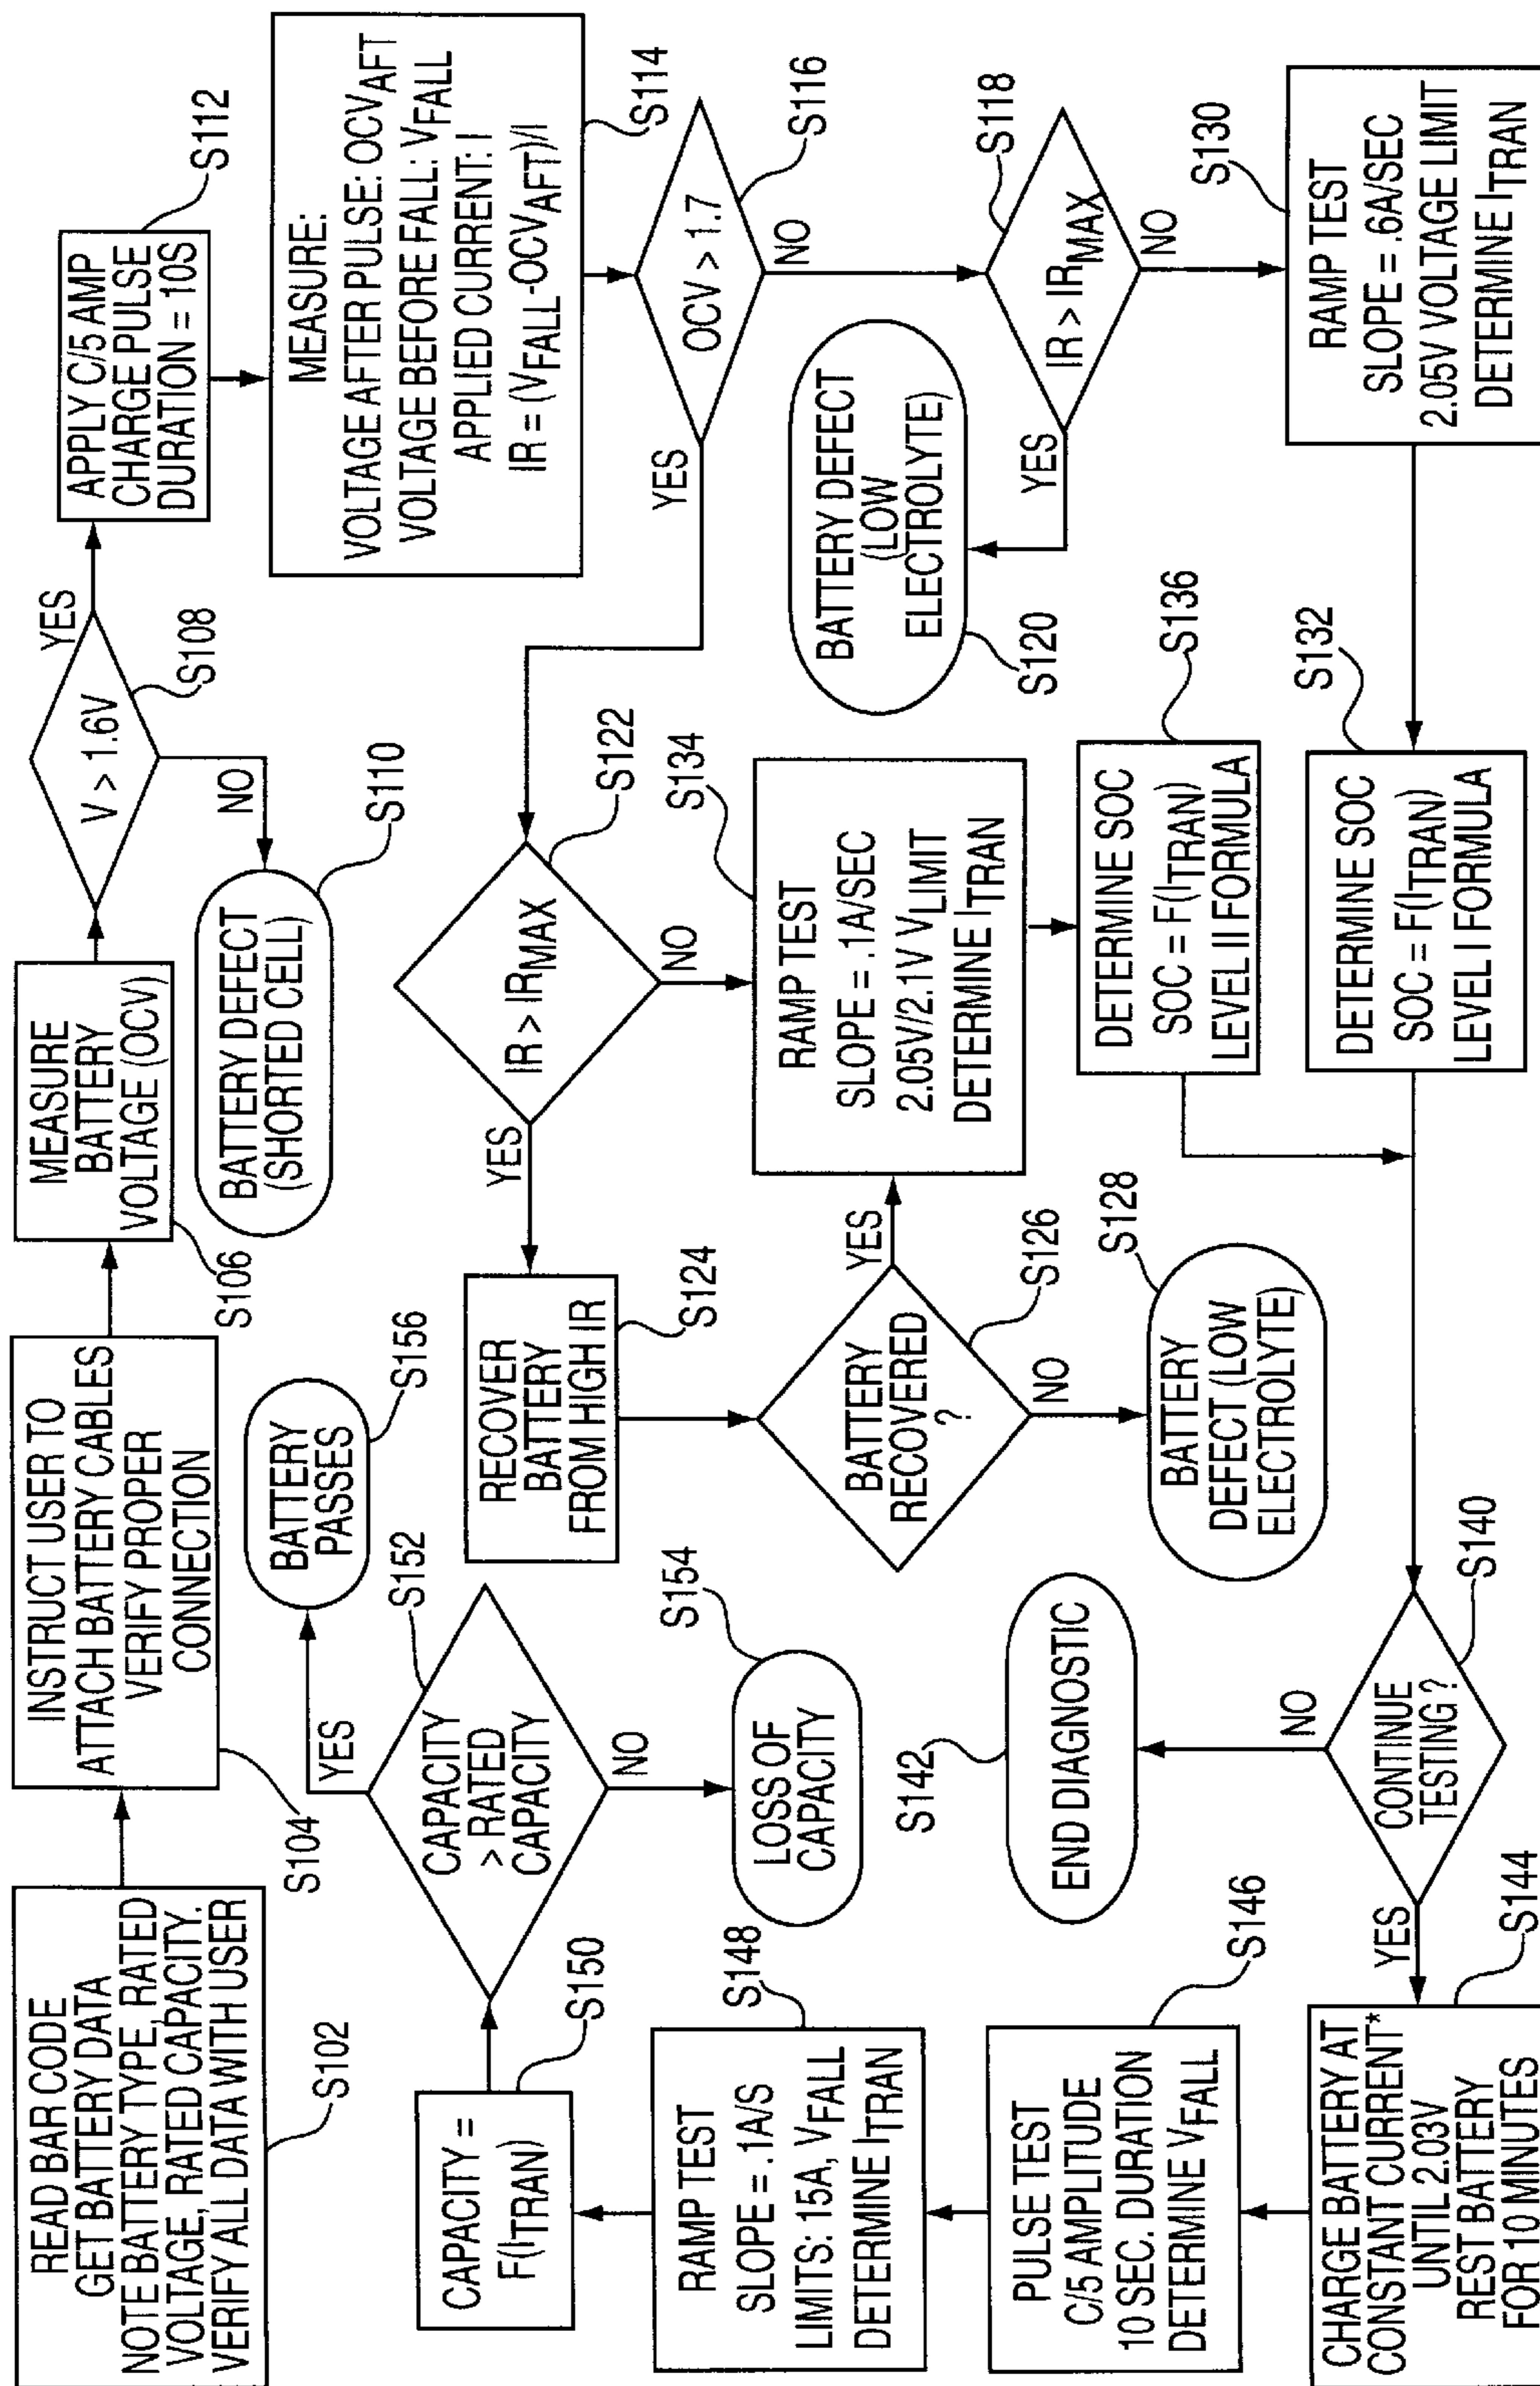 READ BAR CODE
GET BATTERY DATA
NOTE BATTERY TYPE, RATED
VOLTAGE, RATED CAPACITY.
VERIFY ALL DATA WITH USER
S102
INSTRUCT USER TO
ATTACH BATTERY CABLES
VERIFY PROPER
CONNECTION
S104
MEASURE
BATTERY
VOLTAGE (OCV)
S106
V > 1.6V
YES
NO
S108
BATTERY DEFECT
(SHORTED CELL)
S110
APPLY C/5 AMP
CHARGE PULSE
DURATION = 10S
S112
MEASURE:
VOLTAGE AFTER PULSE: OCVAFT
VOLTAGE BEFORE FALL: VFALL
APPLIED CURRENT: I
IR = (VFALL-OCVAFT)/I
S114
OCV > 1.7
YES
NO
S116
IR > IRMAX
YES
NO
S118
BATTERY DEFECT
(LOW
ELECTROLYTE)
S120
IR > IRMAX
YES
NO
S122
RECOVER
BATTERY
FROM HIGH IR
S124
BATTERY
RECOVERED
?
YES
NO
S126
BATTERY
DEFECT (LOW
ELECTROLYTE)
S128
RAMP TEST
SLOPE = .6A/SEC
2.05V VOLTAGE LIMIT
DETERMINE ITRAN
S130
DETERMINE SOC
SOC = F(ITRAN)
LEVEL I FORMULA
S132
RAMP TEST
SLOPE = .1A/SEC
2.05V/2.1V VLIMIT
DETERMINE ITRAN
S134
DETERMINE SOC
SOC = F(ITRAN)
LEVEL II FORMULA
S136
CONTINUE
TESTING ?
NO
YES
S140
END DIAGNOSTIC
S142
CHARGE BATTERY AT
CONSTANT CURRENT*
UNTIL 2.03V
REST BATTERY
FOR 10 MINUTES
S144
PULSE TEST
C/5 AMPLITUDE
10 SEC. DURATION
DETERMINE VFALL
S146
RAMP TEST
SLOPE = .1A/S
LIMITS: 15A, VFALL
DETERMINE ITRAN
S148
CAPACITY =
F(ITRAN)
S150
CAPACITY
> RATED
CAPACITY
YES
NO
S152
LOSS OF
CAPACITY
S154
BATTERY
PASSES
S156